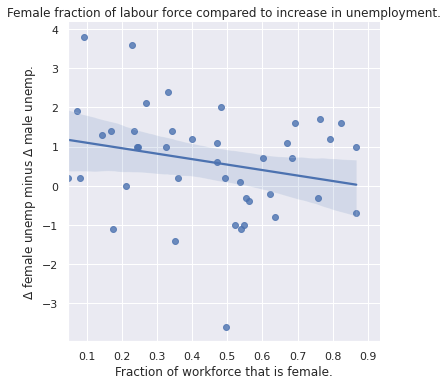 Female fraction of labour force compared to increase in unemployment.
Δ female unemp minus Δ male unemp.
4
3
2
1
0
−1
−2
−3
0.1 0.2 0.3 0.4 0.5 0.6 0.7 0.8 0.9
Fraction of workforce that is female.